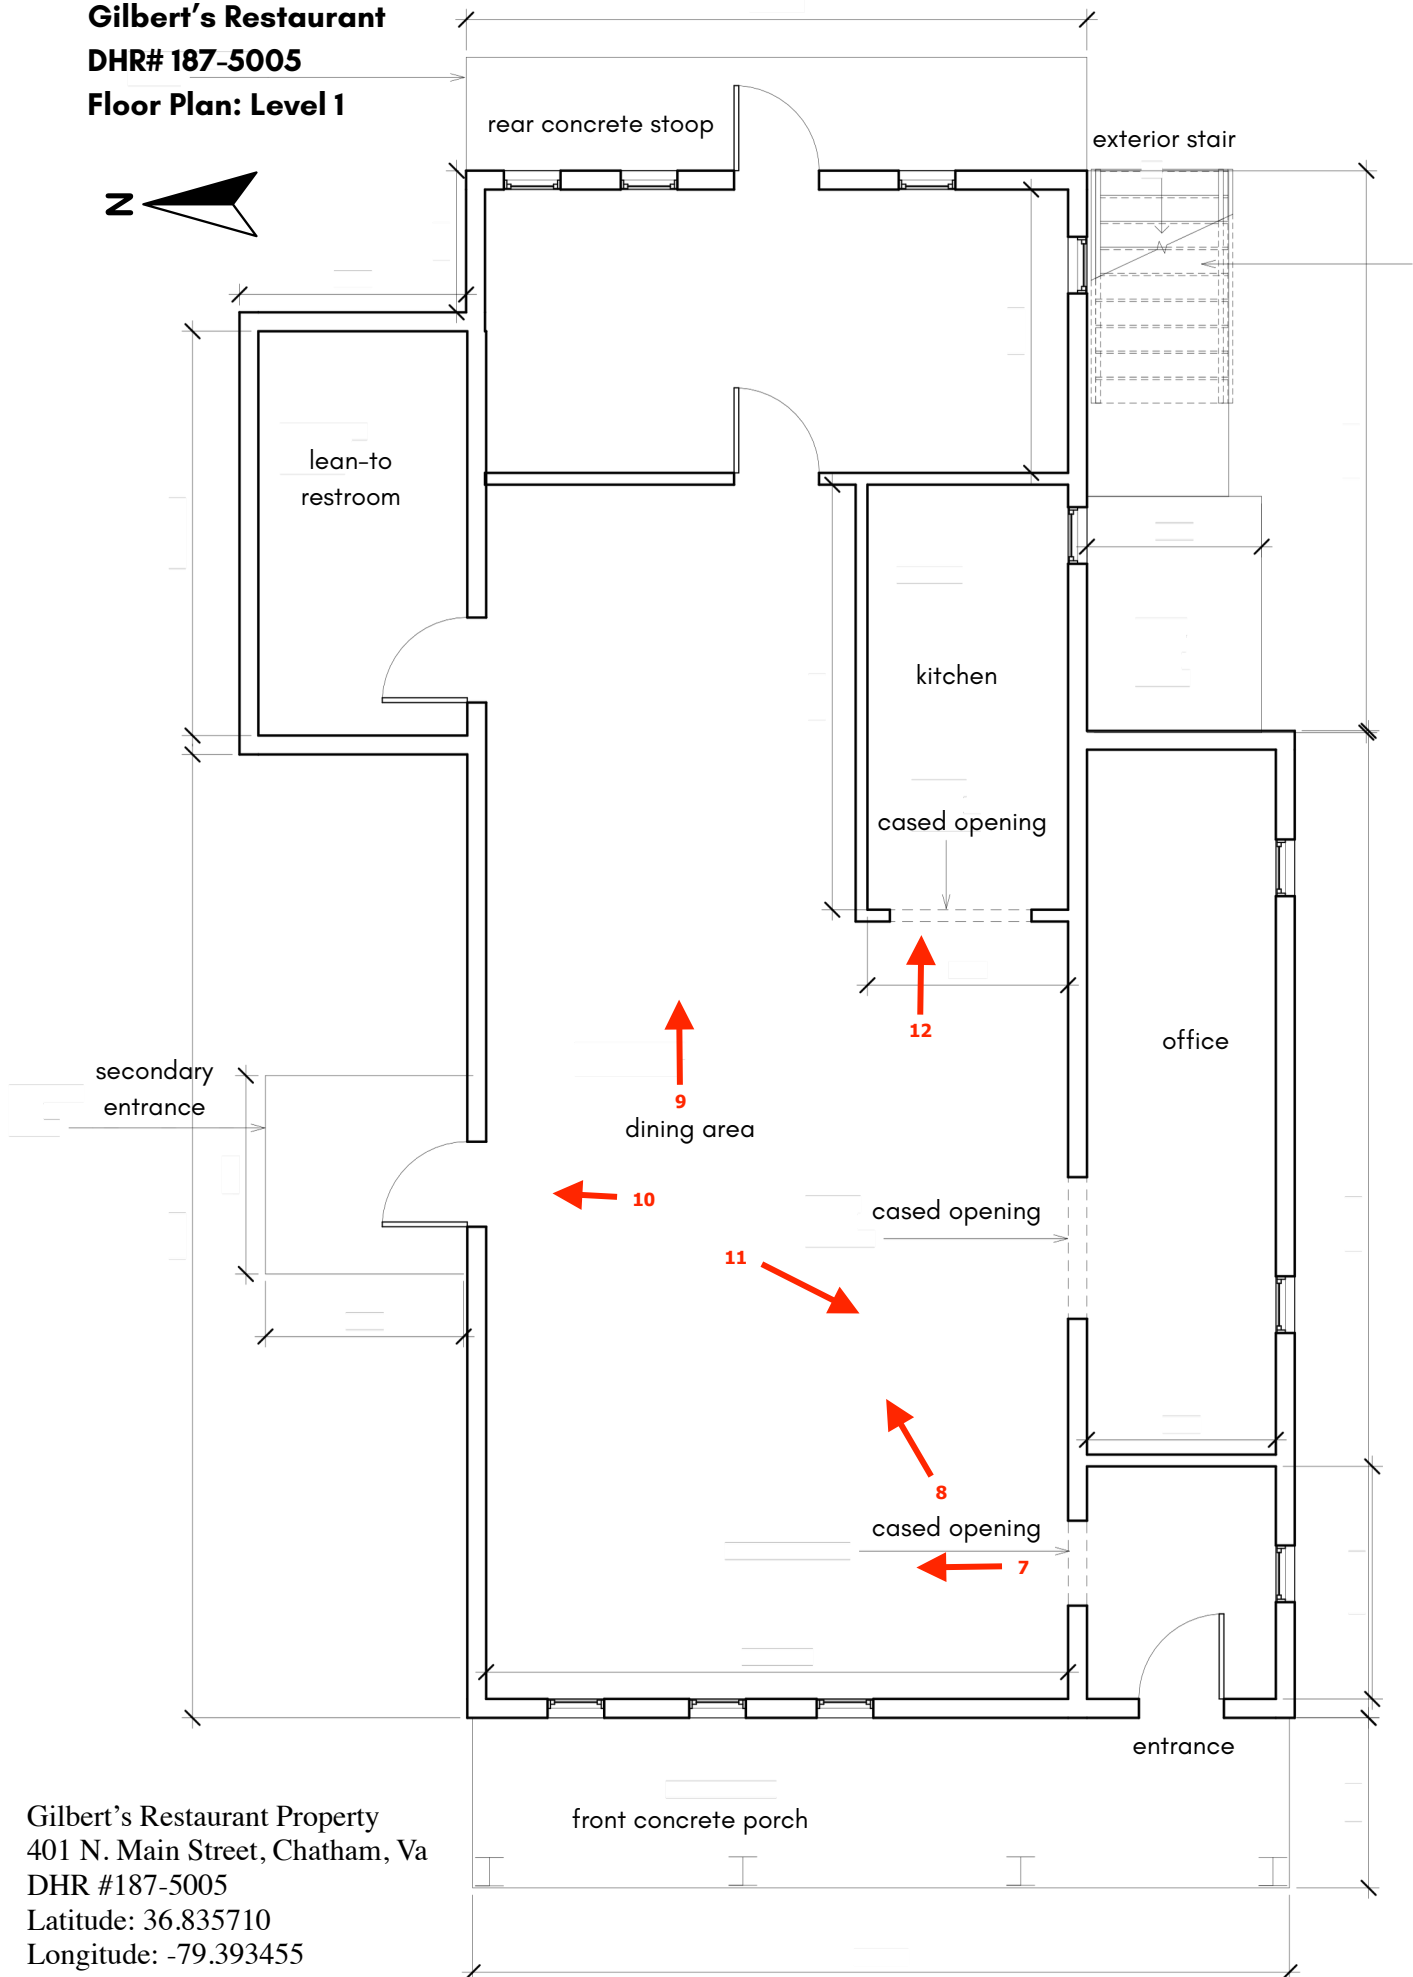 Gilbert's Restaurant
DHR# 187-5005
Floor Plan: Level 1
rear concrete stoop
exterior stair
N
lean-to
restroom
kitchen
cased opening
12
office
secondary
entrance
9
dining area
10
cased opening
11
8
cased opening
7
entrance
front concrete porch
Gilbert's Restaurant Property
401 N. Main Street, Chatham, Va
DHR #187-5005
Latitude: 36.835710
Longitude: -79.393455